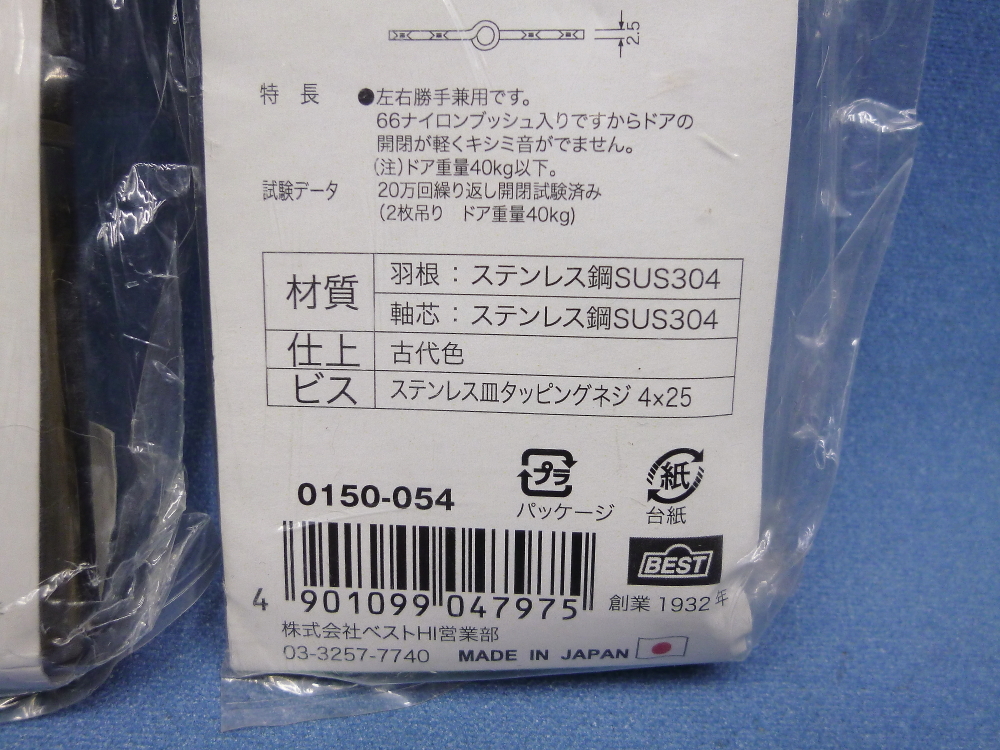 2.5
特 長 ●左右勝手兼用です。
66ナイロンブッシュ入りですからドアの
開閉が軽くキシミ音がでません。
(注)ドア重量40kg以下。
試験データ 20万回繰り返し開閉試験済み
(2枚吊り ドア重量40kg)
材質 羽根：ステンレス鋼SUS304
軸芯：ステンレス鋼SUS304
仕上 古代色
ビス ステンレス皿タッピングネジ 4×25
プラ
パッケージ
紙
台紙
0150-054
4 901099 047975
BEST
創業 1932年
株式会社ベストHI営業部
03-3257-7740 MADE IN JAPAN